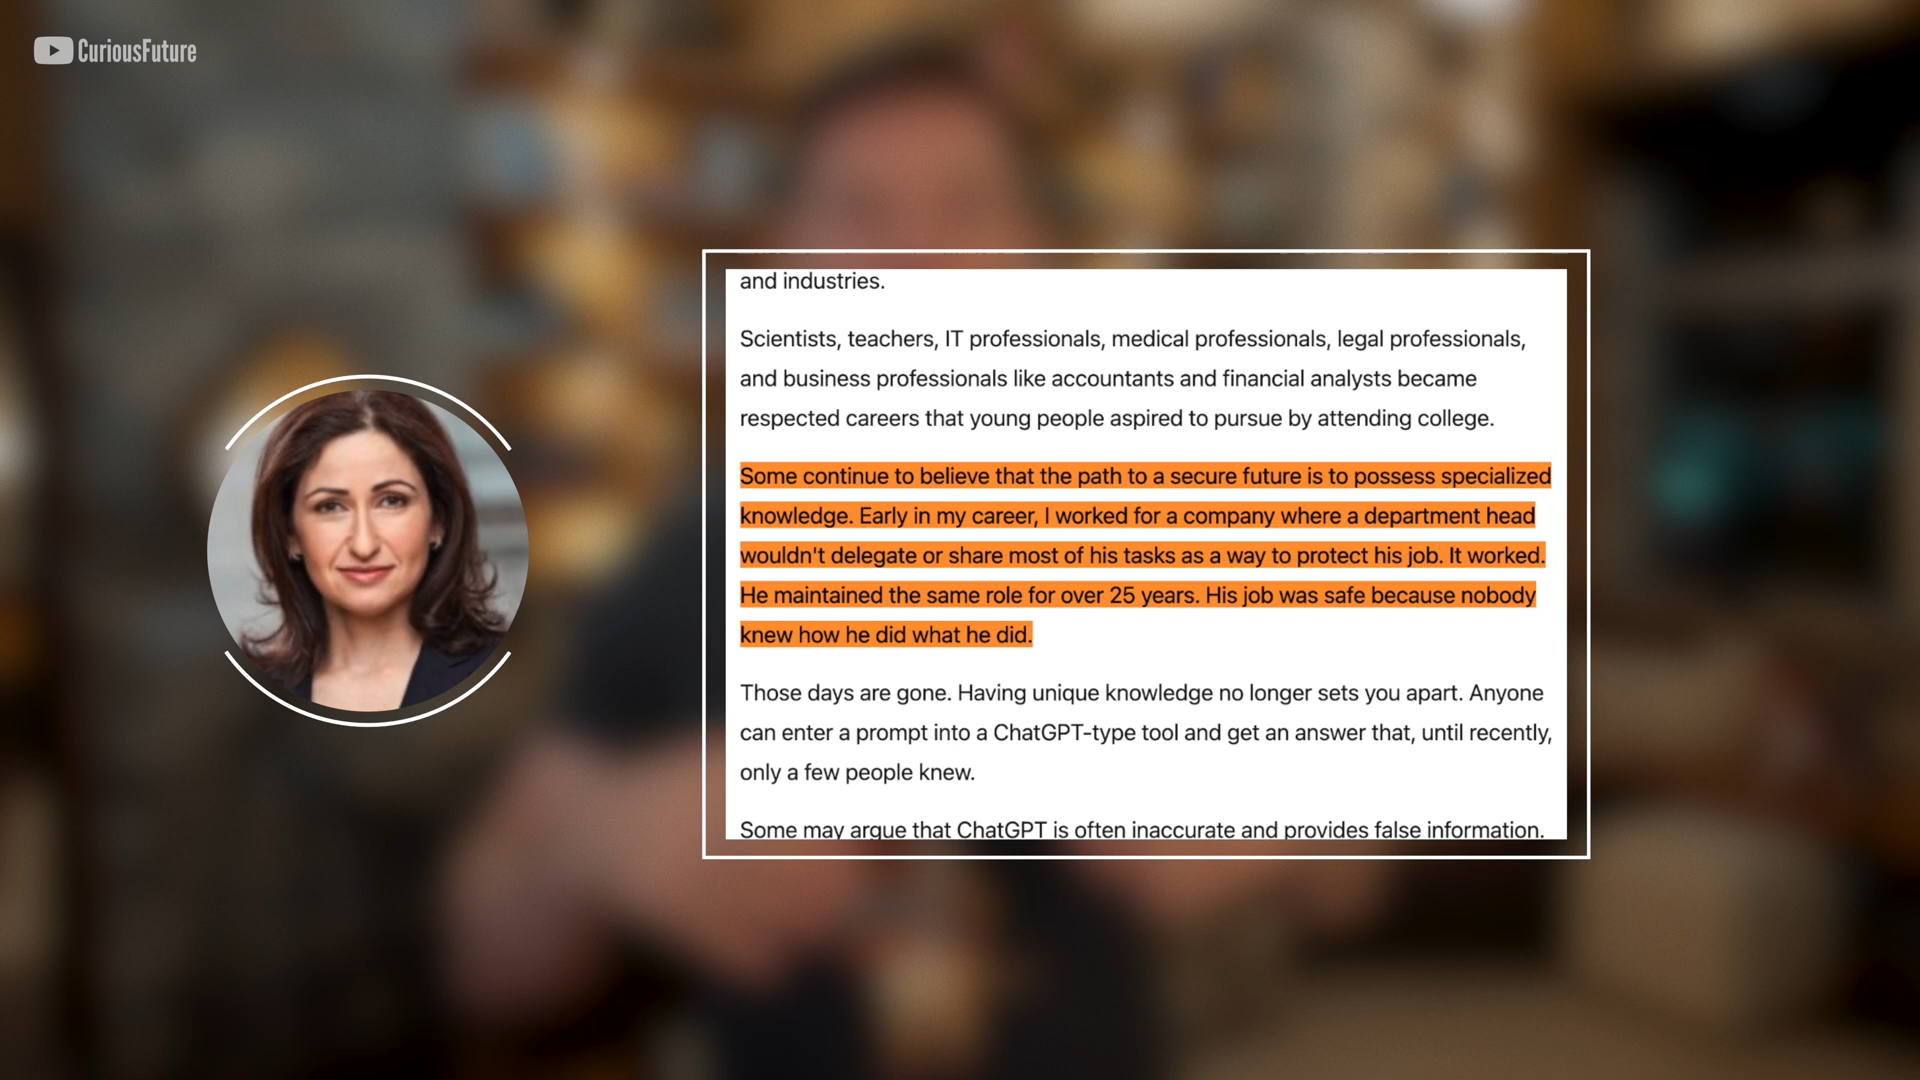 CuriousFuture
and industries.
Scientists, teachers, IT professionals, medical professionals, legal professionals,
and business professionals like accountants and financial analysts became
respected careers that young people aspired to pursue by attending college.
Some continue to believe that the path to a secure future is to possess specialized
knowledge. Early in my career, I worked for a company where a department head
wouldn't delegate or share most of his tasks as a way to protect his job. It worked.
He maintained the same role for over 25 years. His job was safe because nobody
knew how he did what he did.
Those days are gone. Having unique knowledge no longer sets you apart. Anyone
can enter a prompt into a ChatGPT-type tool and get an answer that, until recently,
only a few people knew.
Some may argue that ChatGPT is often inaccurate and provides false information.